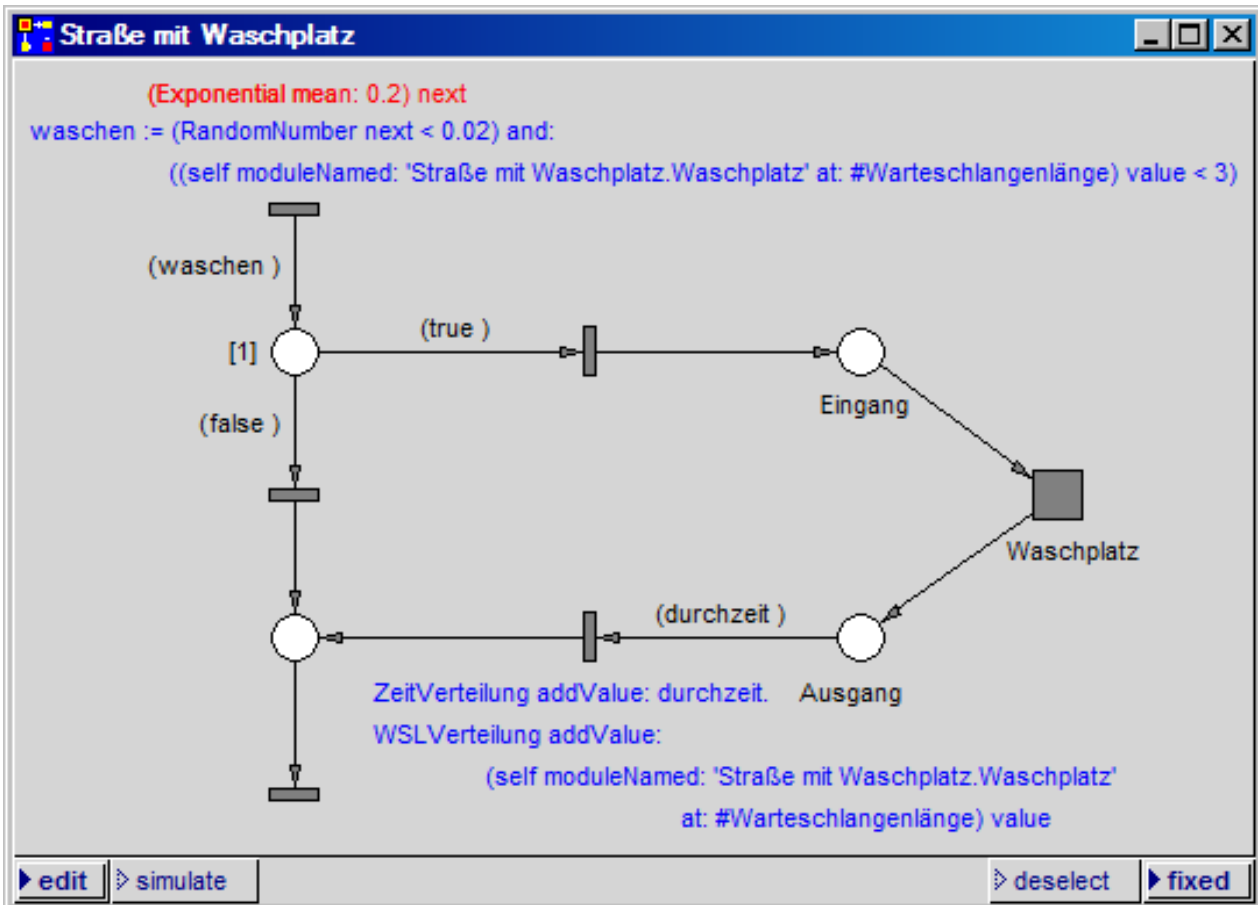 Straße mit Waschplatz
(Exponential mean: 0.2) next
waschen := (RandomNumber next < 0.02) and:
((self moduleNamed: 'Straße mit Waschplatz.Waschplatz' at: #Warteschlangenlänge) value < 3)
(waschen )
(true )
[1]
Eingang
(false )
Waschplatz
(durchzeit )
ZeitVerteilung addValue: durchzeit.
Ausgang
WSLVerteilung addValue:
(self moduleNamed: 'Straße mit Waschplatz.Waschplatz'
at: #Warteschlangenlänge) value
edit
simulate
deselect
fixed